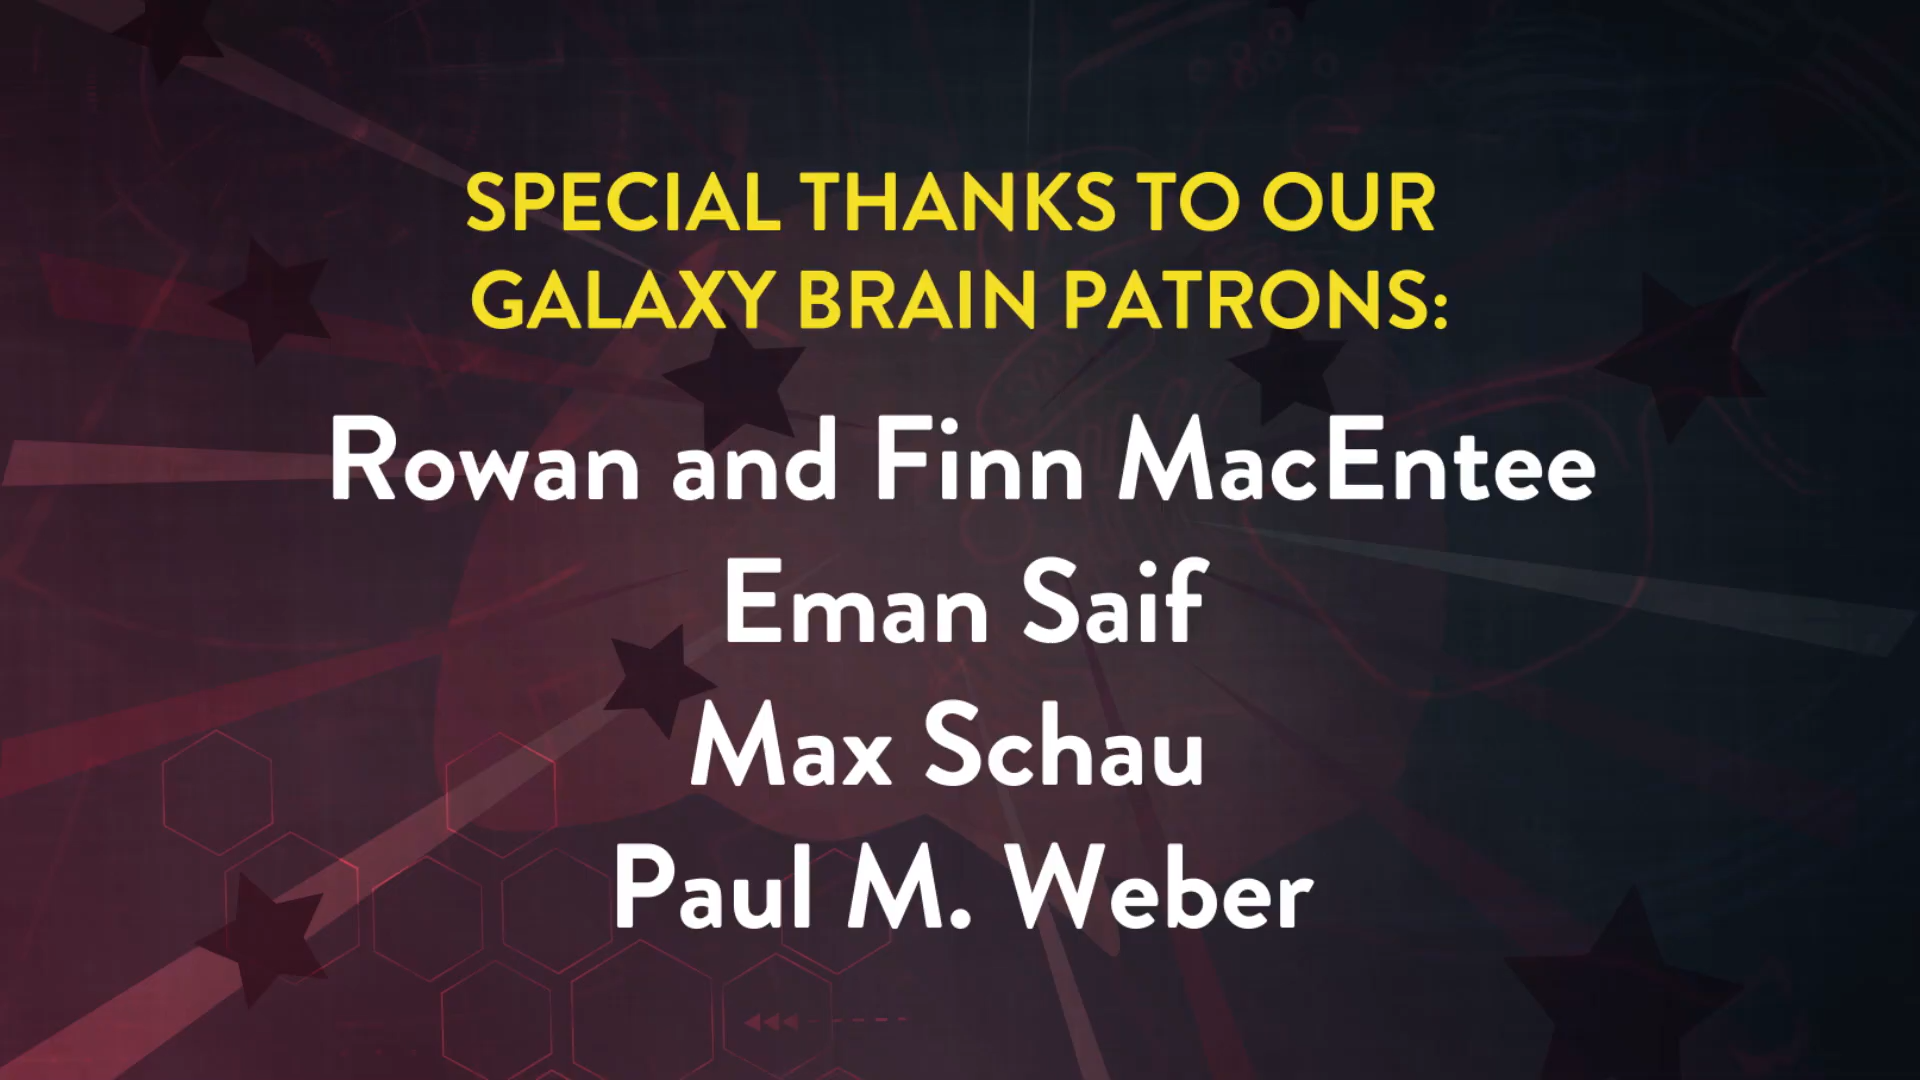 SPECIAL THANKS TO OUR
GALAXY BRAIN PATRONS:
Rowan and Finn MacEntee
Eman Saif
Max Schau
Paul M. Weber